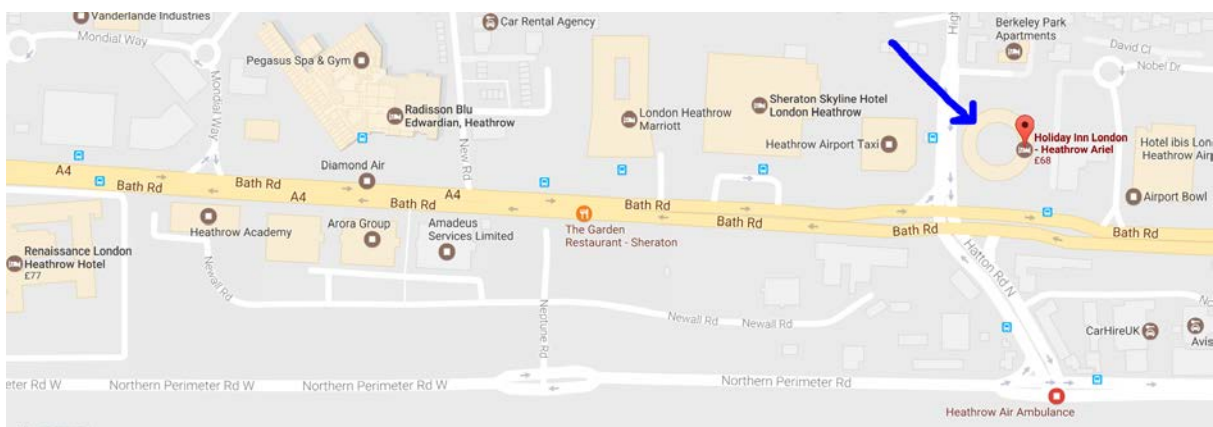 Vanderlande Industries
Mondial Way
Mondial Way
Pegasus Spa & Gym
Radisson Blu
Edwardian, Heathrow
Car Rental Agency
New Rd
London Heathrow
Marriott
Sheraton Skyline Hotel
London Heathrow
Heathrow Airport Taxi
Berkeley Park
Apartments
David Cl
Nobel Dr
Holiday Inn London
- Heathrow Ariel
£68
Airport Bowl
A4
Bath Rd
Bath Rd
A4
Diamond Air
Bath Rd
A4
Bath Rd
Bath Rd
Bath Rd
Bath Rd
Heathrow Academy
Arora Group
Amadeus
Services Limited
The Garden
Restaurant - Sheraton
Renaissance London
Heathrow Hotel
£77
Newall Rd
Neptune Rd
Newall Rd
Newall Rd
Hatton Rd N
CarHireUK
Avis
Northern Perimeter Rd W
Northern Perimeter Rd W
Northern Perimeter Rd
Heathrow Air Ambulance
Hotel ibis
Heathrow
eter Rd W